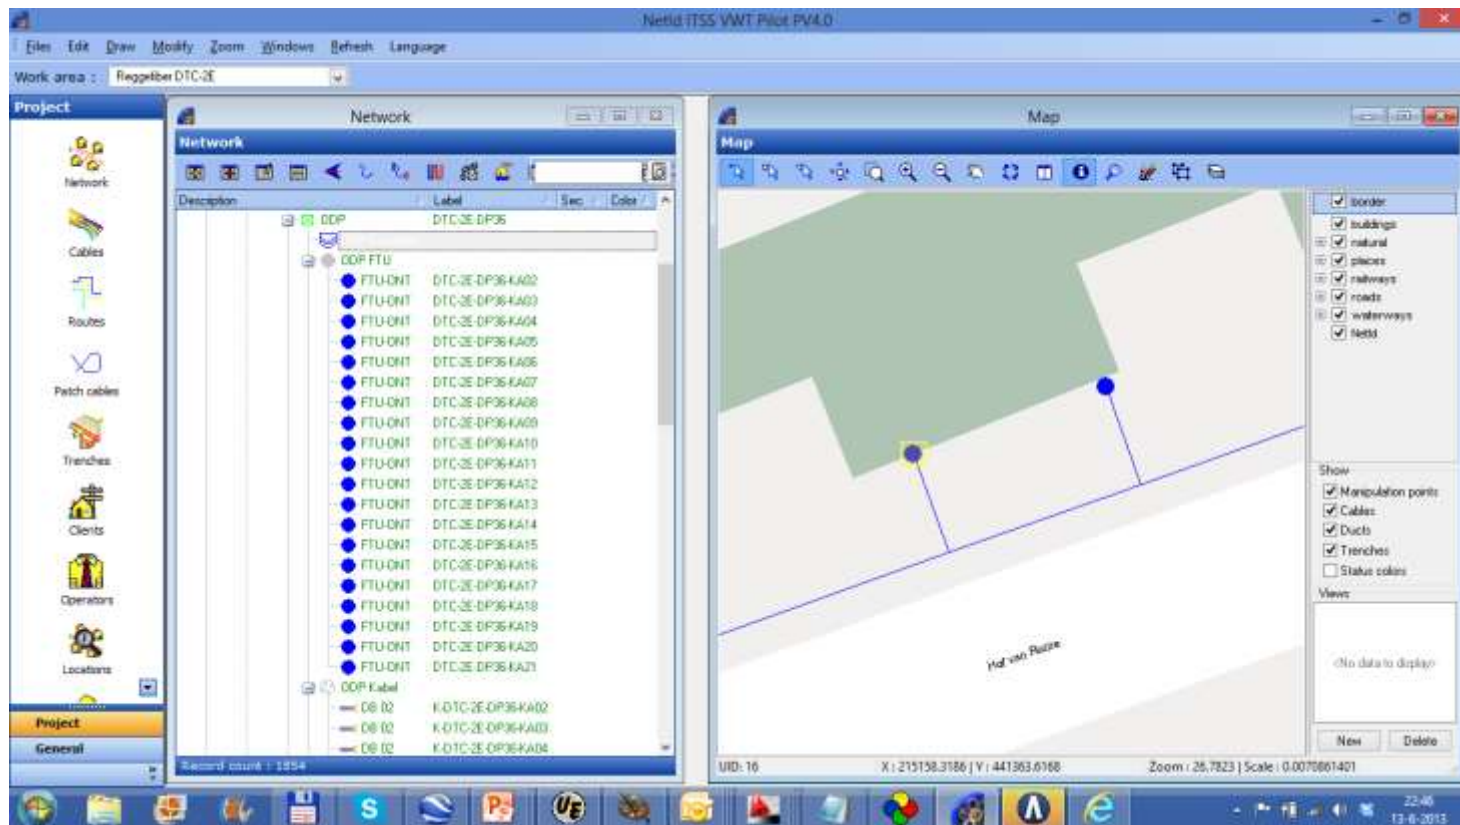 NetId ITSS VWT Pilot PV4.0
Files Edit Draw Modify Zoom Windows Refresh Language
Work area : Reggefiber DTC-2E
Project
Network
Cables
Routes
Patch cables
Trenches
Clients
Operators
Locations
Project
General
Network
Network
Description Label Sec Color
ODP DTC-2E-DP36
ODP FTU
FTU-ONT DTC-2E-DP36-KA02
FTU-ONT DTC-2E-DP36-KA03
FTU-ONT DTC-2E-DP36-KA04
FTU-ONT DTC-2E-DP36-KA05
FTU-ONT DTC-2E-DP36-KA06
FTU-ONT DTC-2E-DP36-KA07
FTU-ONT DTC-2E-DP36-KA08
FTU-ONT DTC-2E-DP36-KA09
FTU-ONT DTC-2E-DP36-KA10
FTU-ONT DTC-2E-DP36-KA11
FTU-ONT DTC-2E-DP36-KA12
FTU-ONT DTC-2E-DP36-KA13
FTU-ONT DTC-2E-DP36-KA14
FTU-ONT DTC-2E-DP36-KA15
FTU-ONT DTC-2E-DP36-KA16
FTU-ONT DTC-2E-DP36-KA17
FTU-ONT DTC-2E-DP36-KA18
FTU-ONT DTC-2E-DP36-KA19
FTU-ONT DTC-2E-DP36-KA20
FTU-ONT DTC-2E-DP36-KA21
ODP Kabel
DB 02 K-DTC-2E-DP36-KA02
DB 02 K-DTC-2E-DP36-KA03
DB 02 K-DTC-2E-DP36-KA04
Record count : 1854
Map
Map
Hof van
border
buildings
natural
places
railways
roads
waterways
NetId
Show
Manipulation points
Cables
Ducts
Trenches
Status colors
Views
<No data to display>
New Delete
UID: 16 X : 215158.3186 | Y : 441363.6168 Zoom : 26,7823 | Scale : 0.0070861401
22:46
13-6-2013